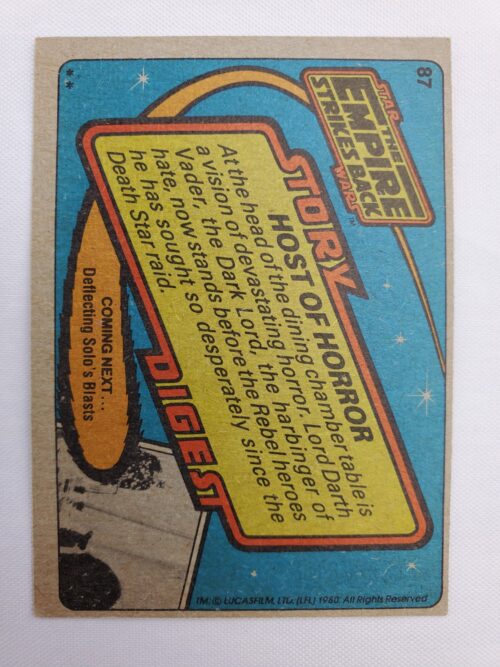 87
STAR
THE
EMPIRE
STRIKES BACK
WARS™
STORY
HOST OF HORROR
At the head of the dining chamber table is
a vision of devastating horror. Lord Darth
Vader, the Dark Lord, the harbinger of
hate, now stands before the Rebel heroes
he has sought so desperately since the
Death Star raid.
DIGEST
COMING NEXT...
Deflecting Solo's Blasts
**
TM: © LUCASFILM, LTD. (LFL) 1980. All Rights Reserved